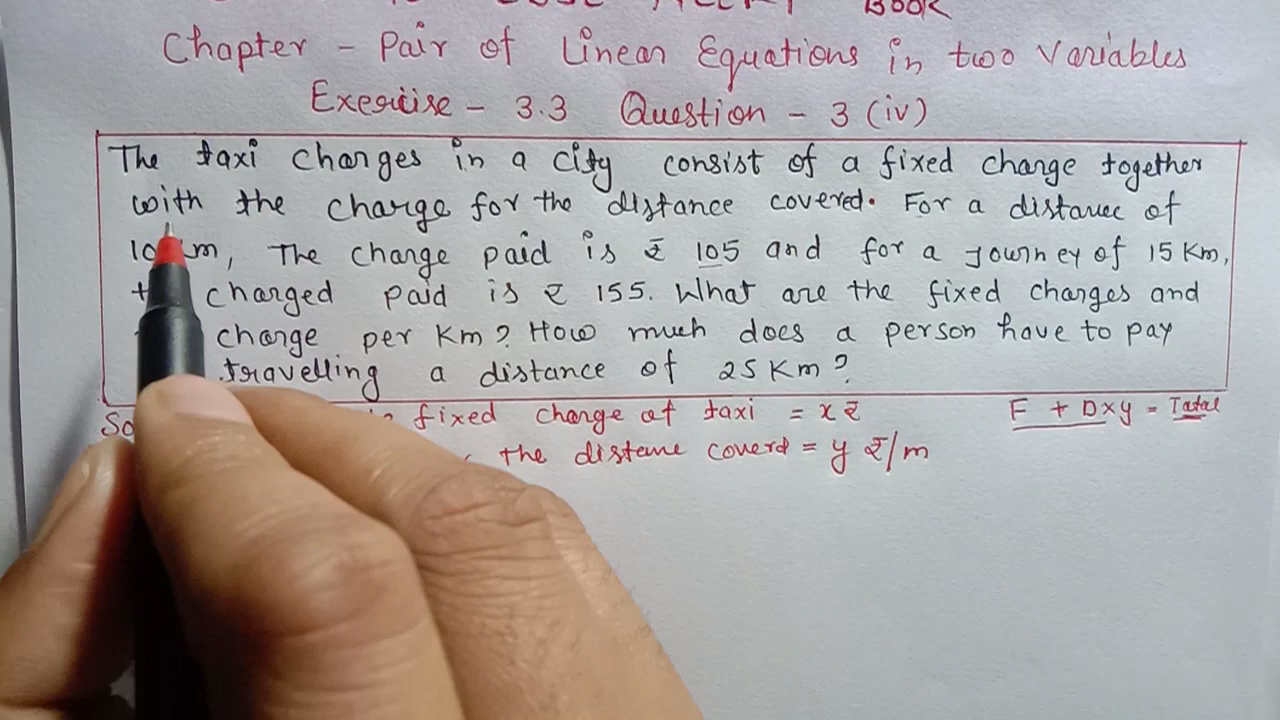 Book
Chapter - Pair of Linear Equations in two Variables
Exercise - 3.3 Question - 3 (iv)
The taxi charges in a city consist of a fixed charge together
with the charge for the distance covered. For a distance of
10 m, The charge paid is ₹ 105 and for a journey of 15 Km,
charged paid is ₹ 155. What are the fixed charges and
charge per Km? How much does a person have to pay
travelling a distance of 25 Km?
fixed charge of taxi = x ₹ F + D×y = Total
the distance coverd = y ₹/m